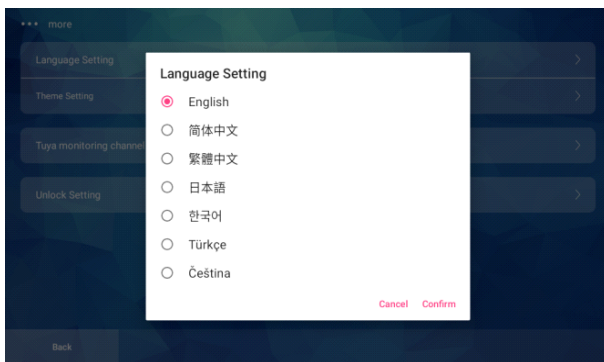 ••• more
Language Setting
Theme Setting
Tuya monitoring channel
Unlock Setting
Language Setting
English
简体中文
繁體中文
日本語
한국어
Türkçe
Čeština
Cancel Confirm
Back